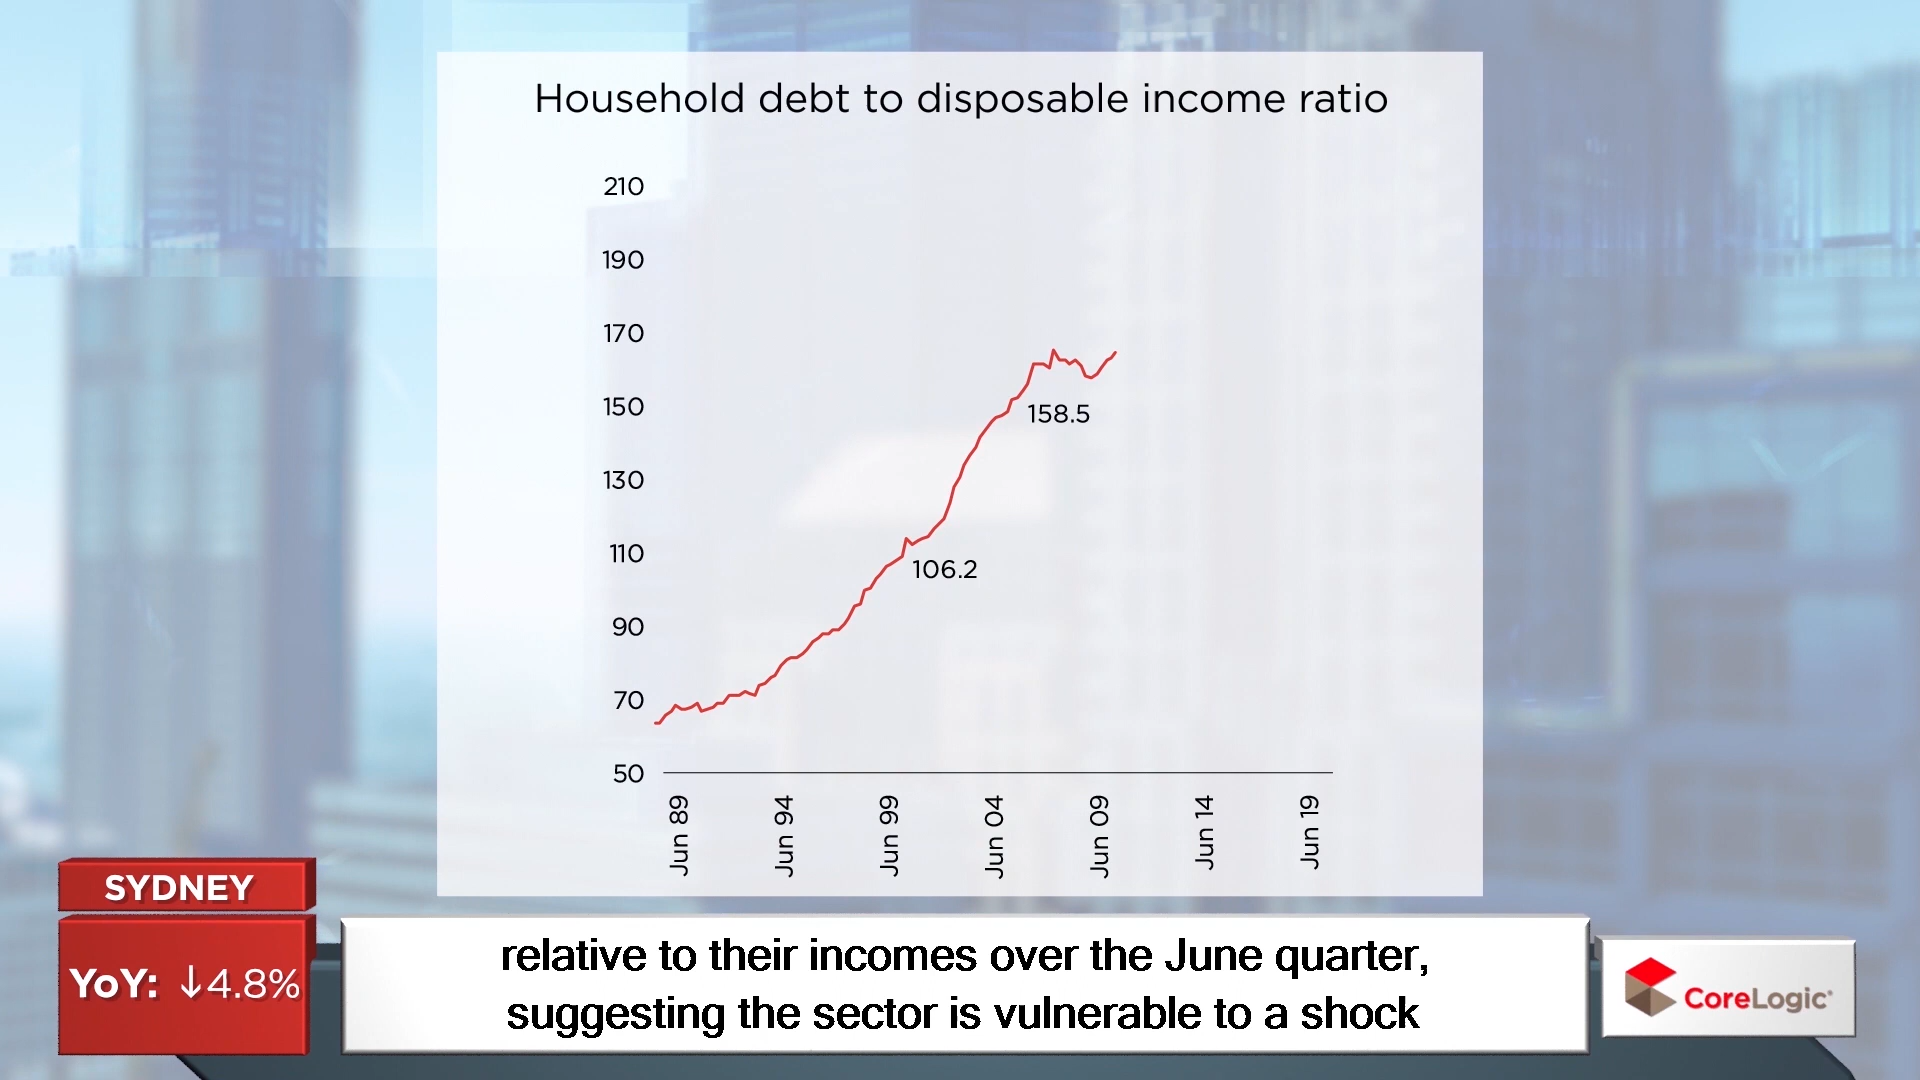 Household debt to disposable income ratio
210
190
170
150
130
110
90
70
50
158.5
106.2
Jun 89
Jun 94
Jun 99
Jun 04
Jun 09
Jun 14
Jun 19
SYDNEY
YoY: ↓4.8%
relative to their incomes over the June quarter,
suggesting the sector is vulnerable to a shock
CoreLogic